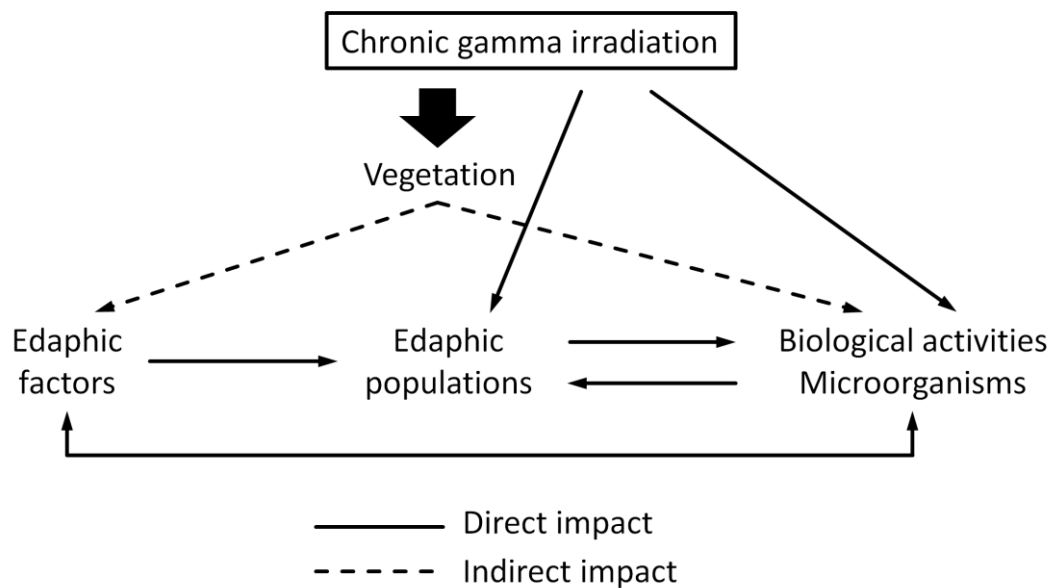 Chronic gamma irradiation
Vegetation
Edaphic
factors
Edaphic
populations
Biological activities
Microorganisms
Direct impact
Indirect impact